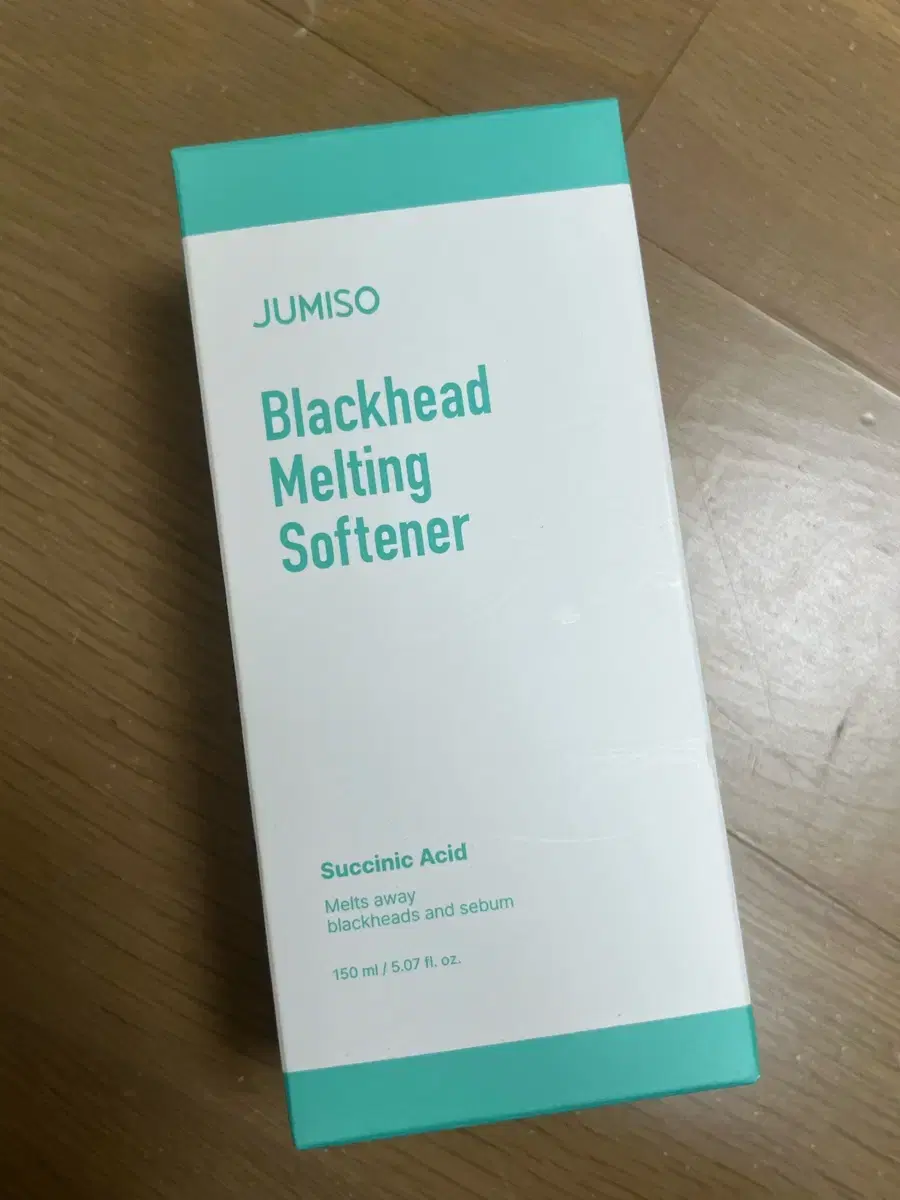 JUMISO
Blackhead
Melting
Softener
Succinic Acid
Melts away
blackheads and sebum
150 ml / 5.07 fl. oz.